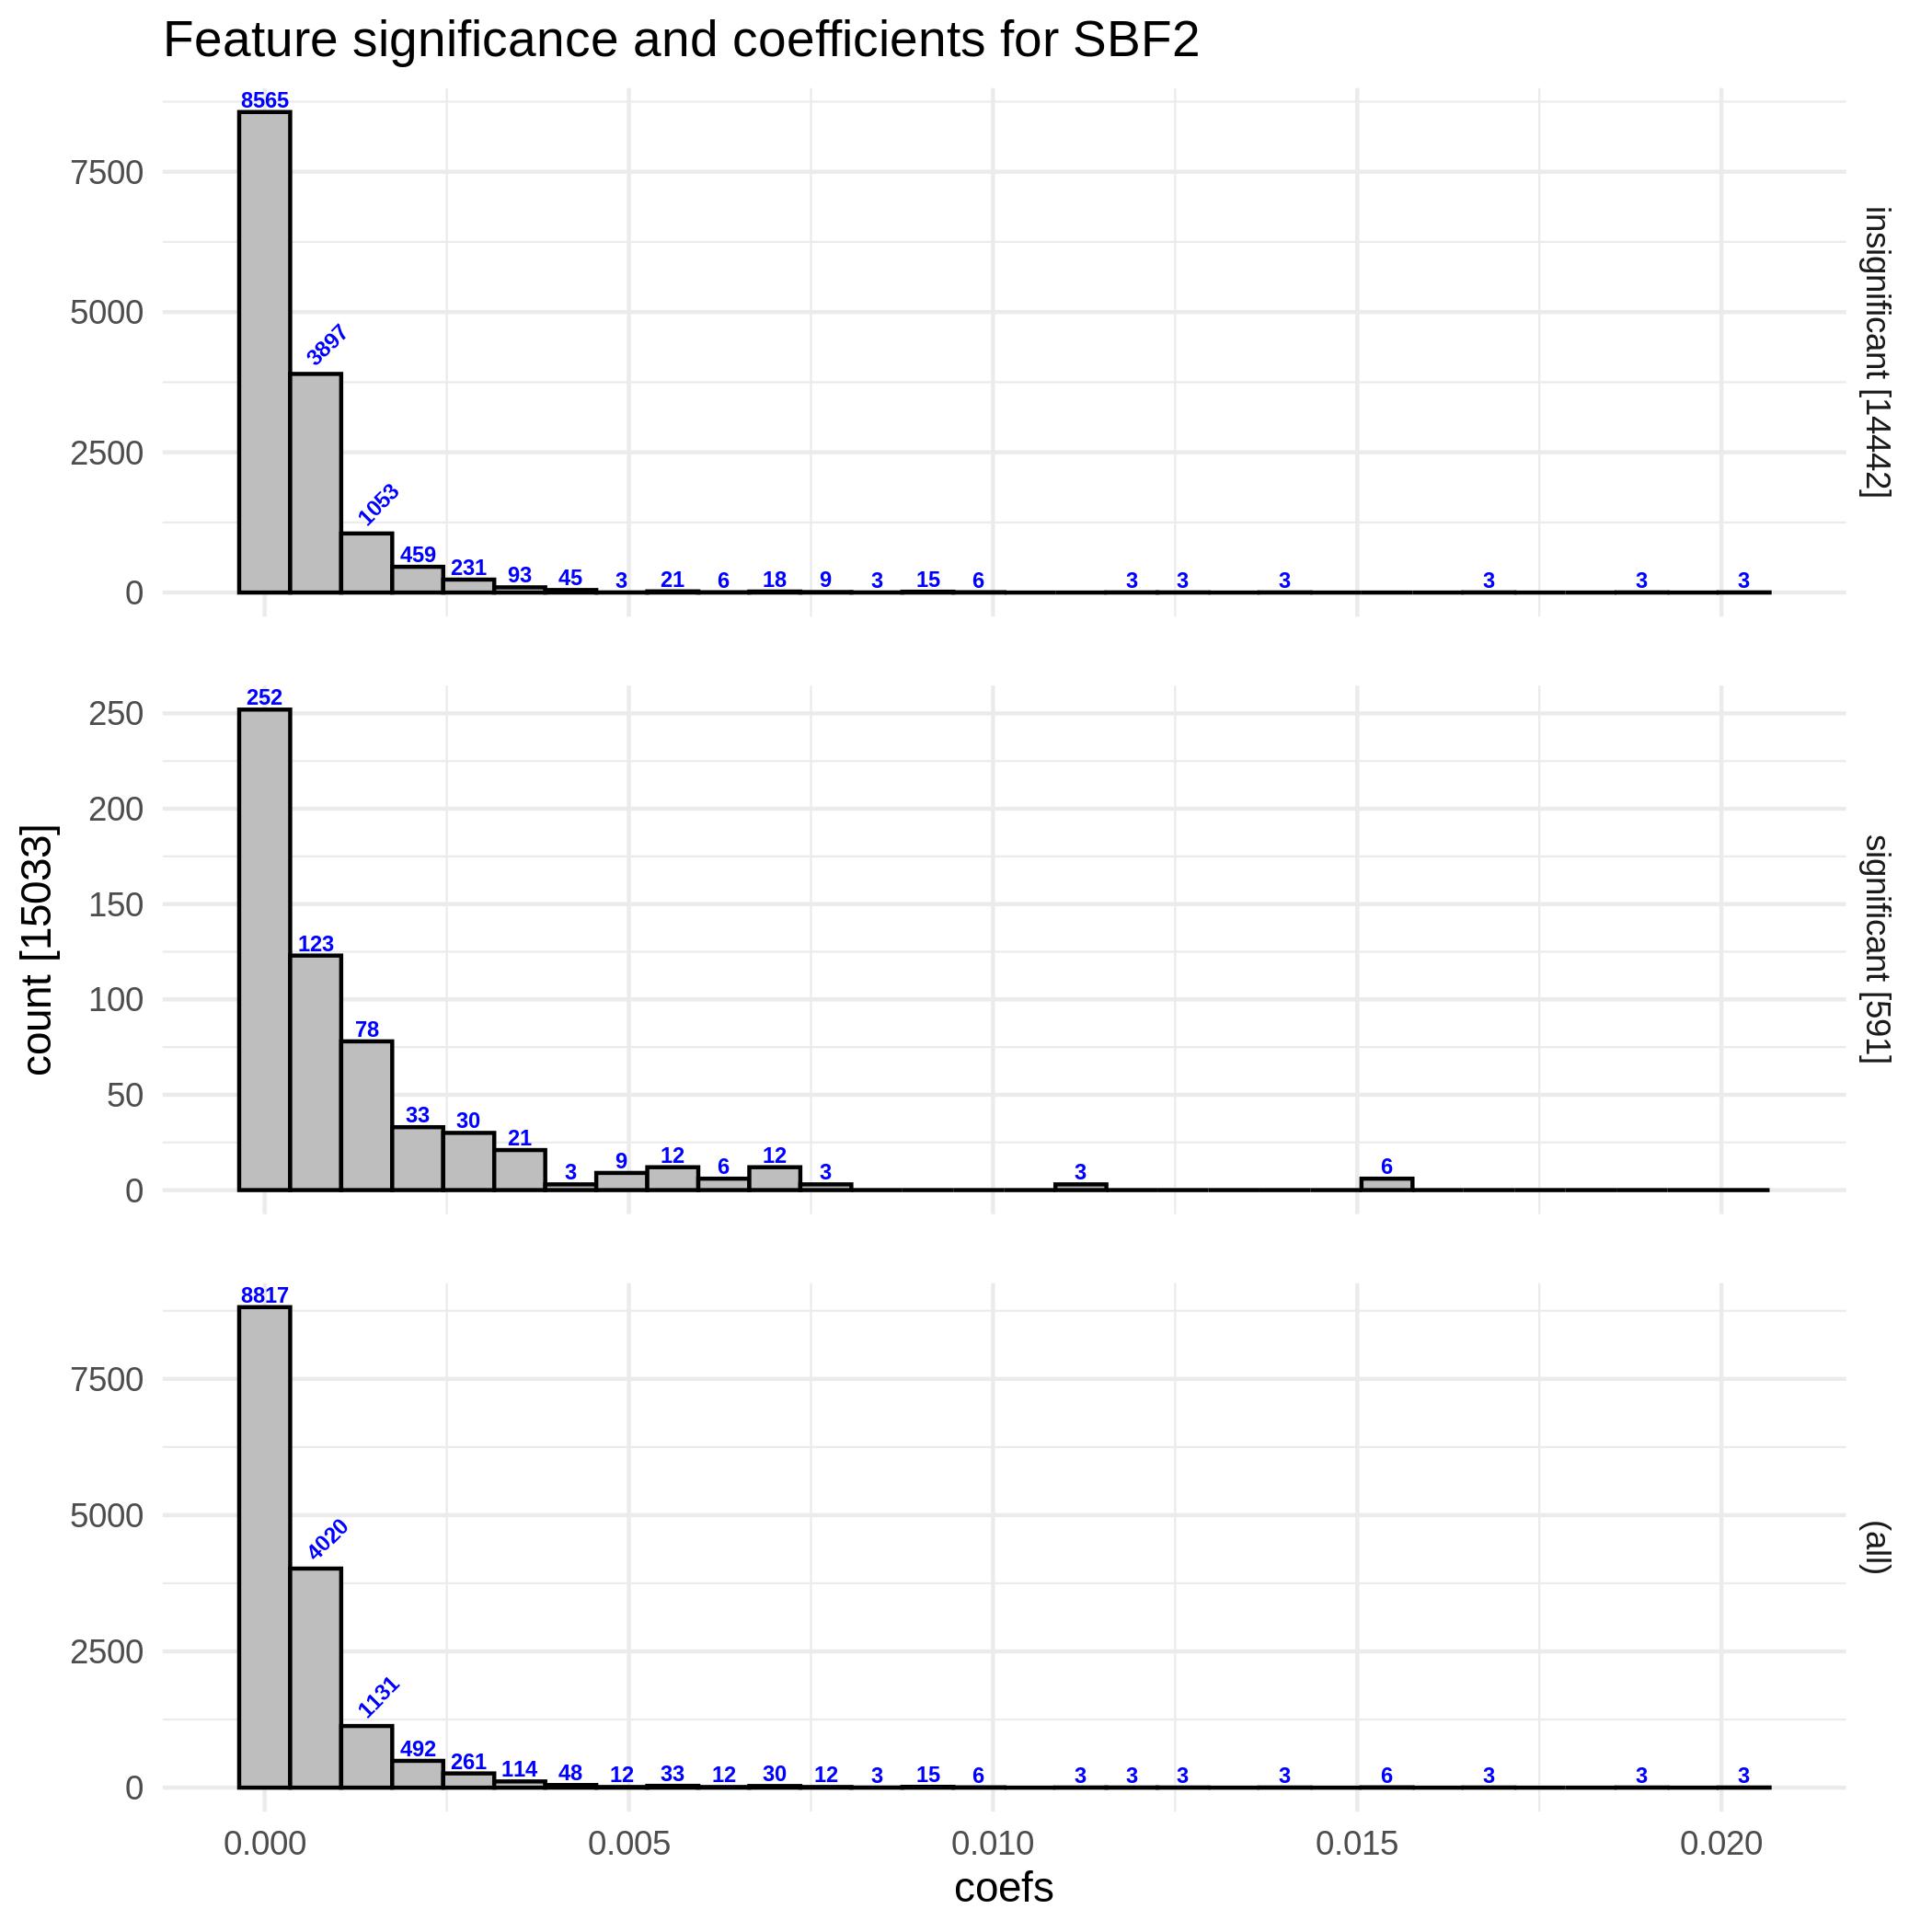 Feature significance and coefficients for SBF2
8565
7500
5000
3897
2500
1053
459 231 93 45 3 21 6 18 9 3 15 6 3 3 3 3 3 3
0
insignificant [14442]
252
250
200
150
123
100
78
50
33 30 21 3 9 12 6 12 3 3 6
0
significant [591]
count [15033]
8817
7500
5000
4020
2500
1131
492 261 114 48 12 33 12 30 12 3 15 6 3 3 3 3 6 3 3 3
0
(all)
0.000 0.005 0.010 0.015 0.020
coefs